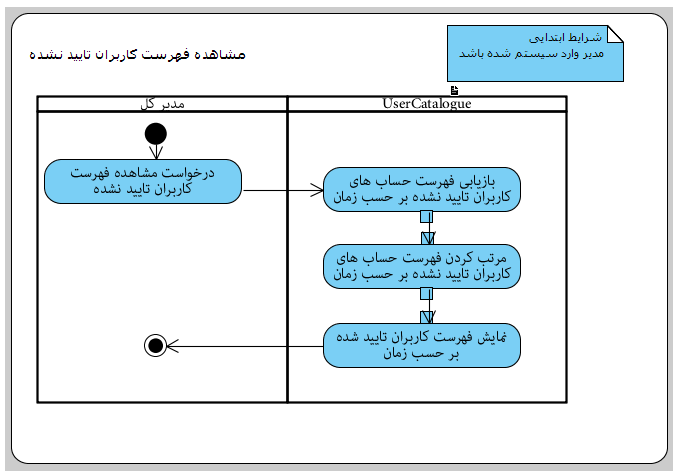 شرایط ابتدایی
مدیر وارد سیستم شده باشد
مشاهده فهرست کاربران تایید نشده
مدیر کل
UserCatalogue
درخواست مشاهده فهرست
کاربران تایید نشده
بازیابی فهرست حساب های
کاربران تایید نشده بر حسب زمان
مرتب کردن فهرست حساب های
کاربران تایید نشده بر حسب زمان
نمایش فهرست کاربران تایید شده
بر حسب زمان